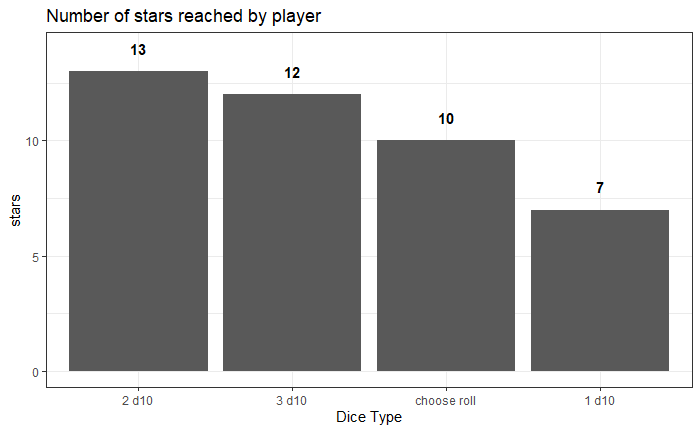 Number of stars reached by player
13
12
10
7
stars
10
5
0
2 d10
3 d10
choose roll
1 d10
Dice Type